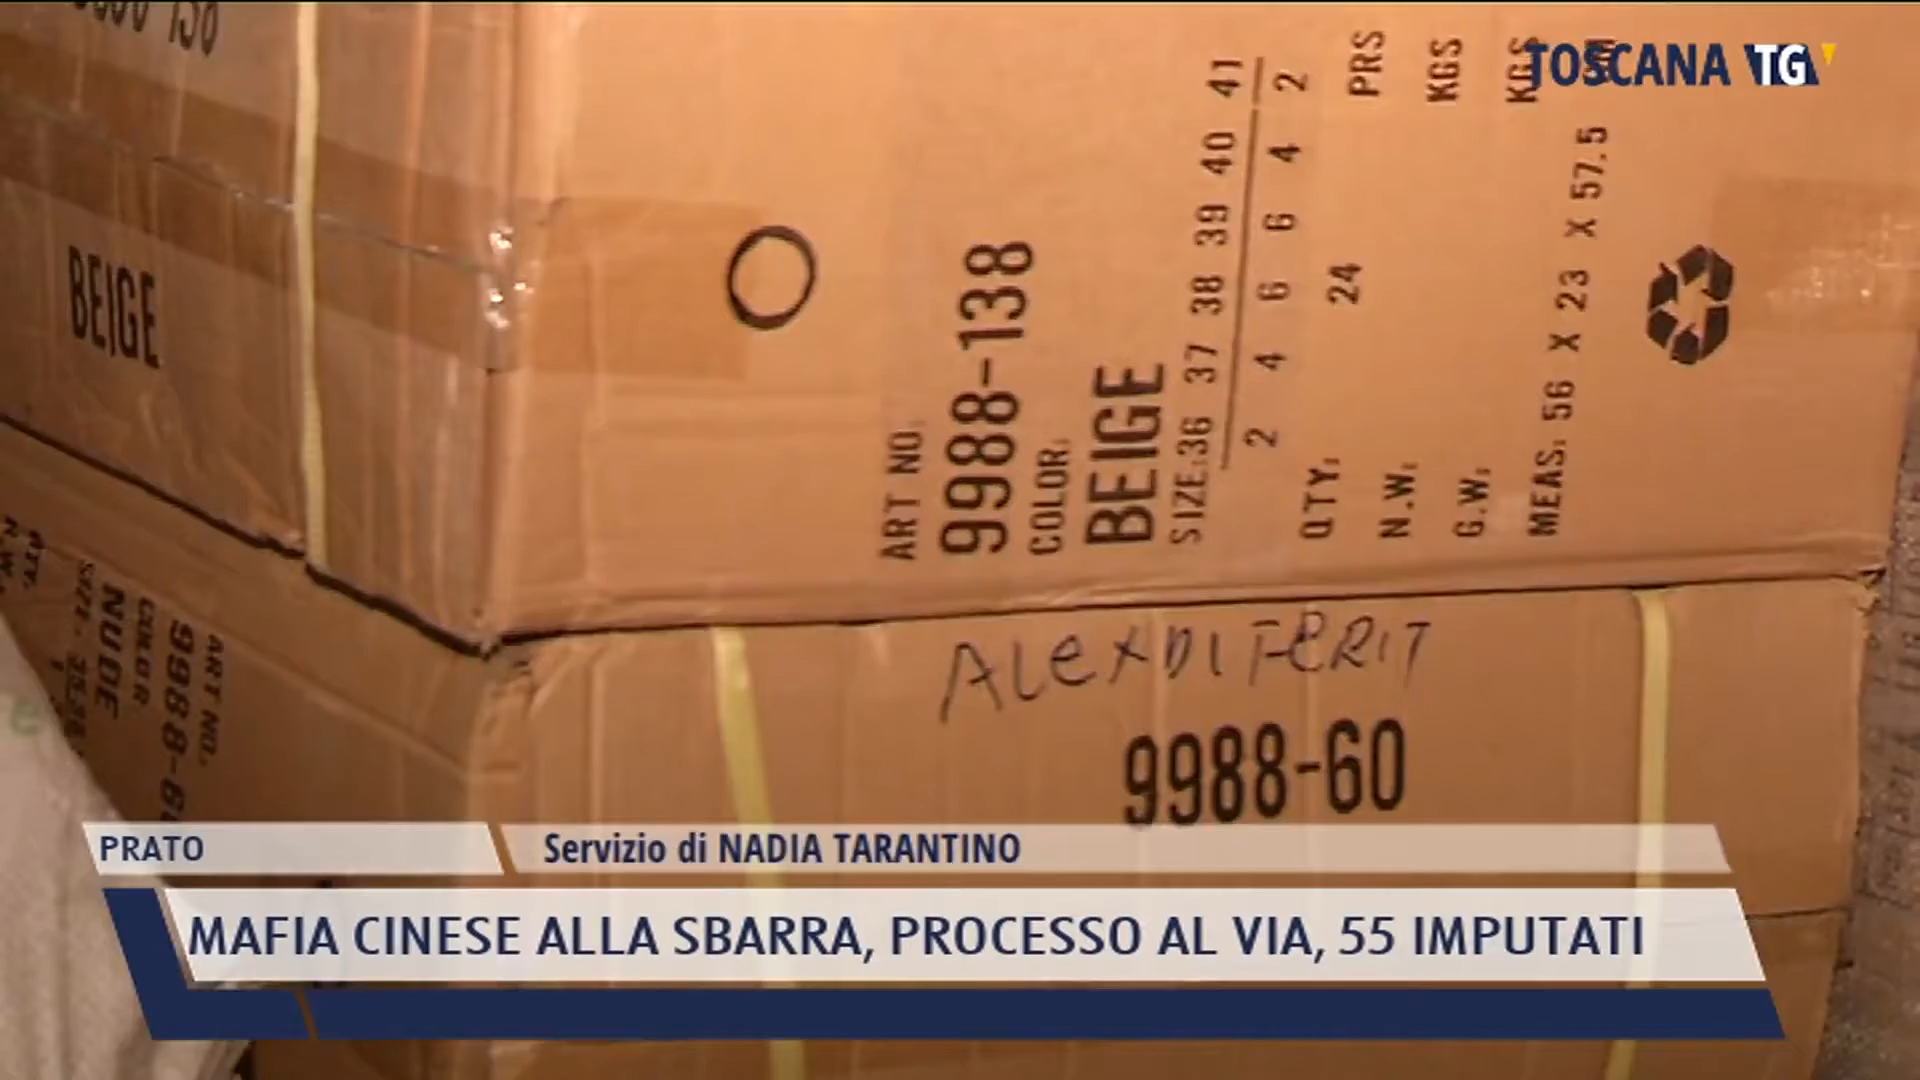 TOSCANA TG
BEIGE
ART NO:
9988-138
COLOR:
BEIGE
SIZE:36 37 38 39 40 41
2 4 6 6 4 2
QTY: 24 PRS
N.W: KGS
G.W: KGS
MEAS: 56 X 23 X 57.5
ART NO.
COLOR
NUDE
ALEXDIFERIT
9988-60
PRATO
Servizio di NADIA TARANTINO
MAFIA CINESE ALLA SBARRA, PROCESSO AL VIA, 55 IMPUTATI